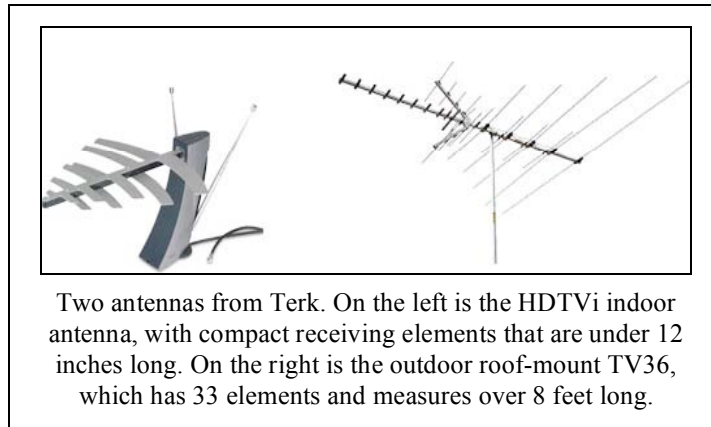 Two antennas from Terk. On the left is the HDTVi indoor
antenna, with compact receiving elements that are under 12
inches long. On the right is the outdoor roof-mount TV36,
which has 33 elements and measures over 8 feet long.